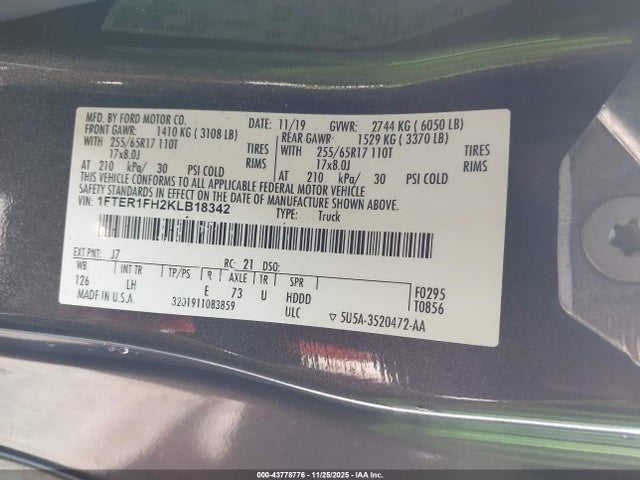 MFD. BY FORD MOTOR CO. DATE: 11/19 GVWR: 2744 KG ( 6050 LB)
FRONT GAWR: 1410 KG ( 3108 LB) REAR GAWR: 1529 KG ( 3370 LB)
WITH 255/65R17 110T TIRES WITH 255/65R17 110T TIRES
17x8.0J RIMS 17x8.0J RIMS
AT 210 kPa/ 30 PSI COLD AT 210 kPa/ 30 PSI COLD
THIS VEHICLE CONFORMS TO ALL APPLICABLE FEDERAL MOTOR VEHICLE
SAFETY STANDARDS IN EFFECT ON THE DATE OF MANUFACTURE SHOWN ABOVE.
VIN: 1FTER1FH2KLB18342 TYPE: Truck
EXT PNT: J7 RC: 21 DSO:
WB INT TR TP/PS R AXLE TR SPR
126 LH E 73 U HDDD F0295
MADE IN U.S.A. 3201911083859 ULC T0856
▽ 5U5A-3520472-AA
000-43778776 - 11/25/2025 - IAA Inc.